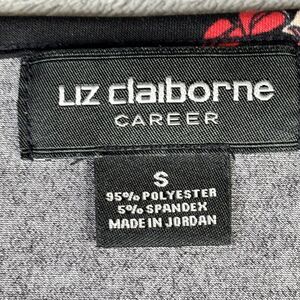 LIZ claiborne
CAREER
S
95% POLYESTER
5% SPANDEX
MADE IN JORDAN